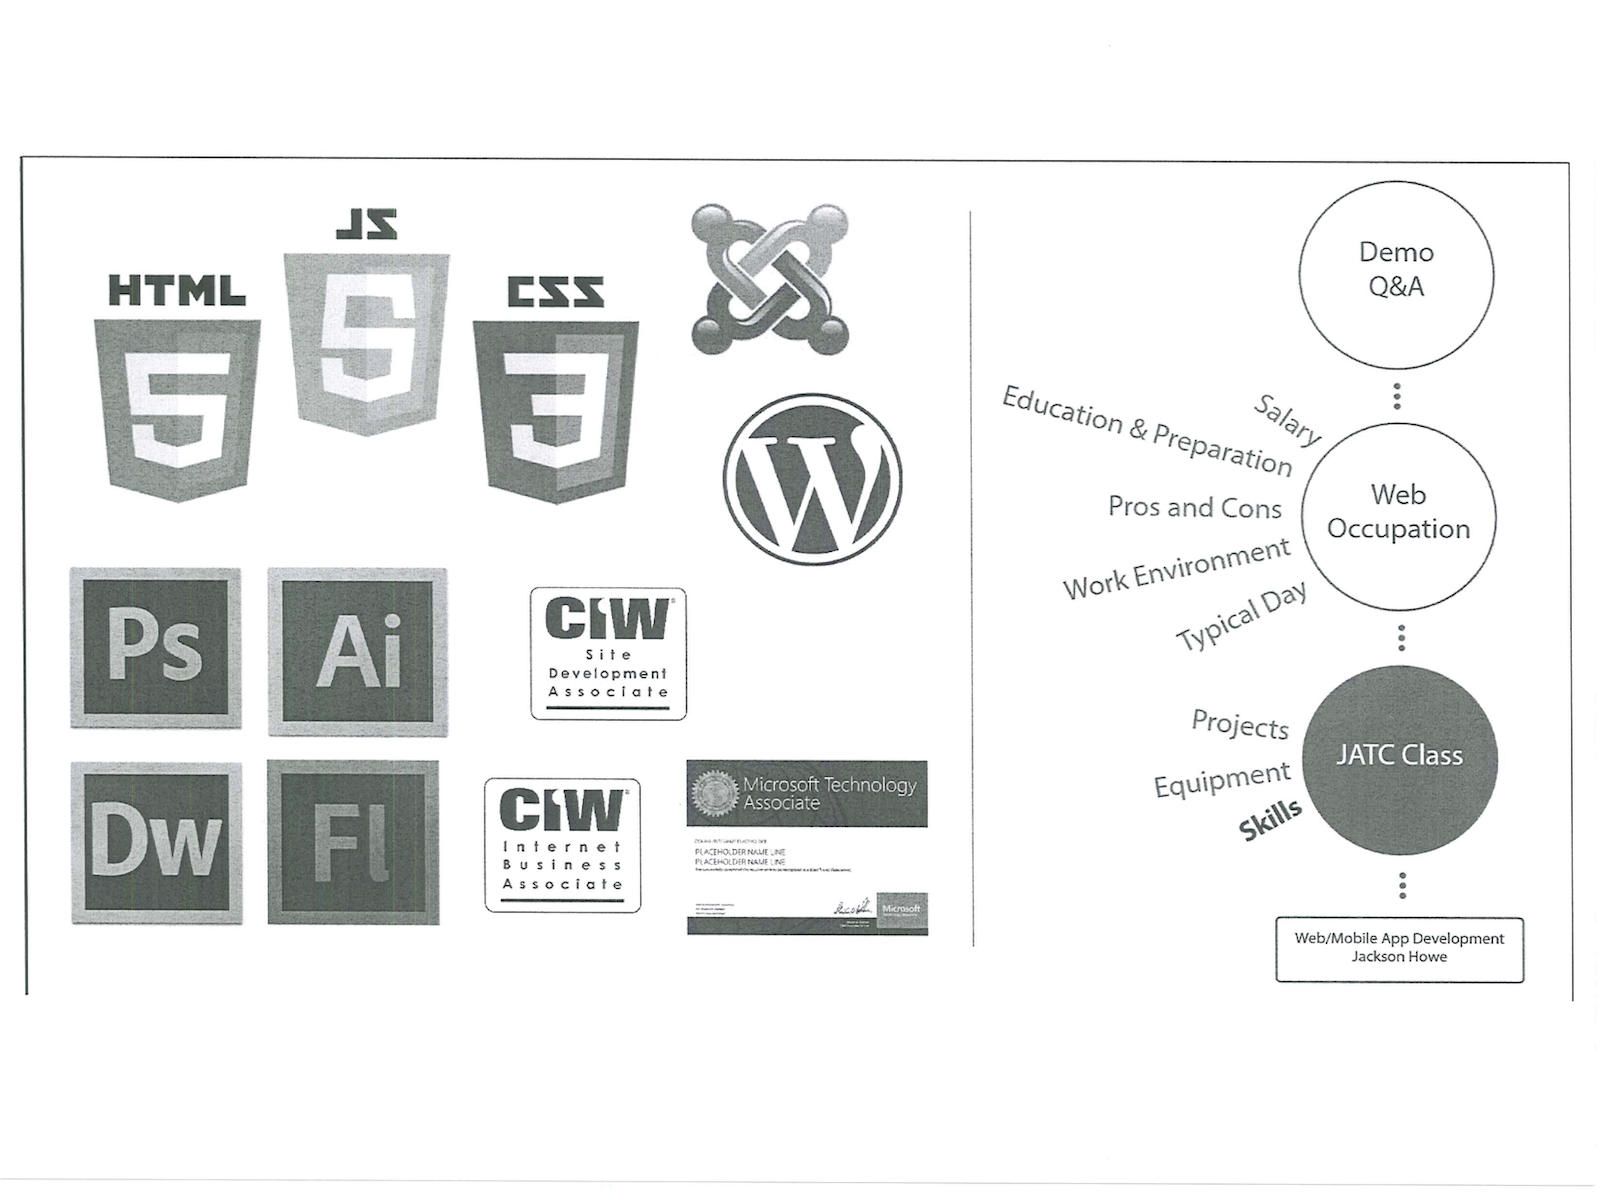 JS
HTML
CSS
5
5
3
W
Ps
Ai
CIW®
Site
Development
Associate
Dw
Fl
CIW®
Internet
Business
Associate
Microsoft Technology
Associate
PLACEHOLDER NAME LINE
PLACEHOLDER NAME LINE
Microsoft
Demo
Q&A
Salary
Education & Preparation
Pros and Cons
Work Environment
Typical Day
Web
Occupation
Projects
Equipment
Skills
JATC Class
Web/Mobile App Development
Jackson Howe